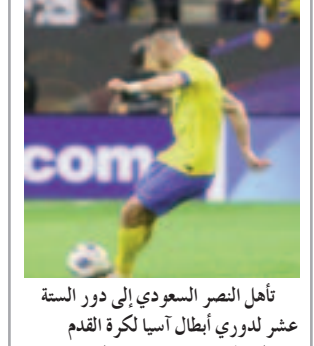 com
تأهل النصر السعودي إلى دور الستة
عشر لدوري أبطال آسيا لكرة القدم